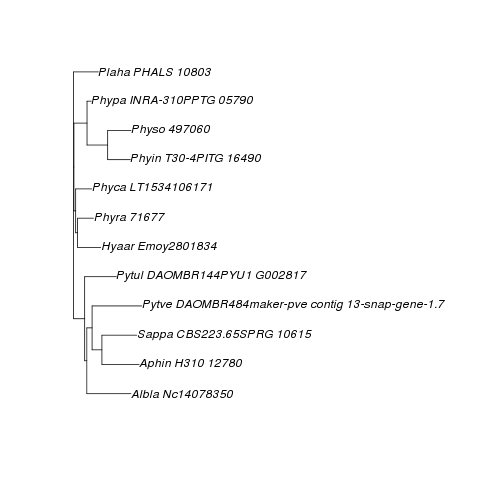 Plaha PHALS 10803
Phypa INRA-310PPTG 05790
Physo 497060
Phyin T30-4PITG 16490
Phyca LT1534106171
Phyra 71677
Hyaar Emoy2801834
Pytul DAOMBR144PYU1 G002817
Pytve DAOMBR484maker-pve contig 13-snap-gene-1.7
Sappa CBS223.65SPRG 10615
Aphin H310 12780
Albla Nc14078350